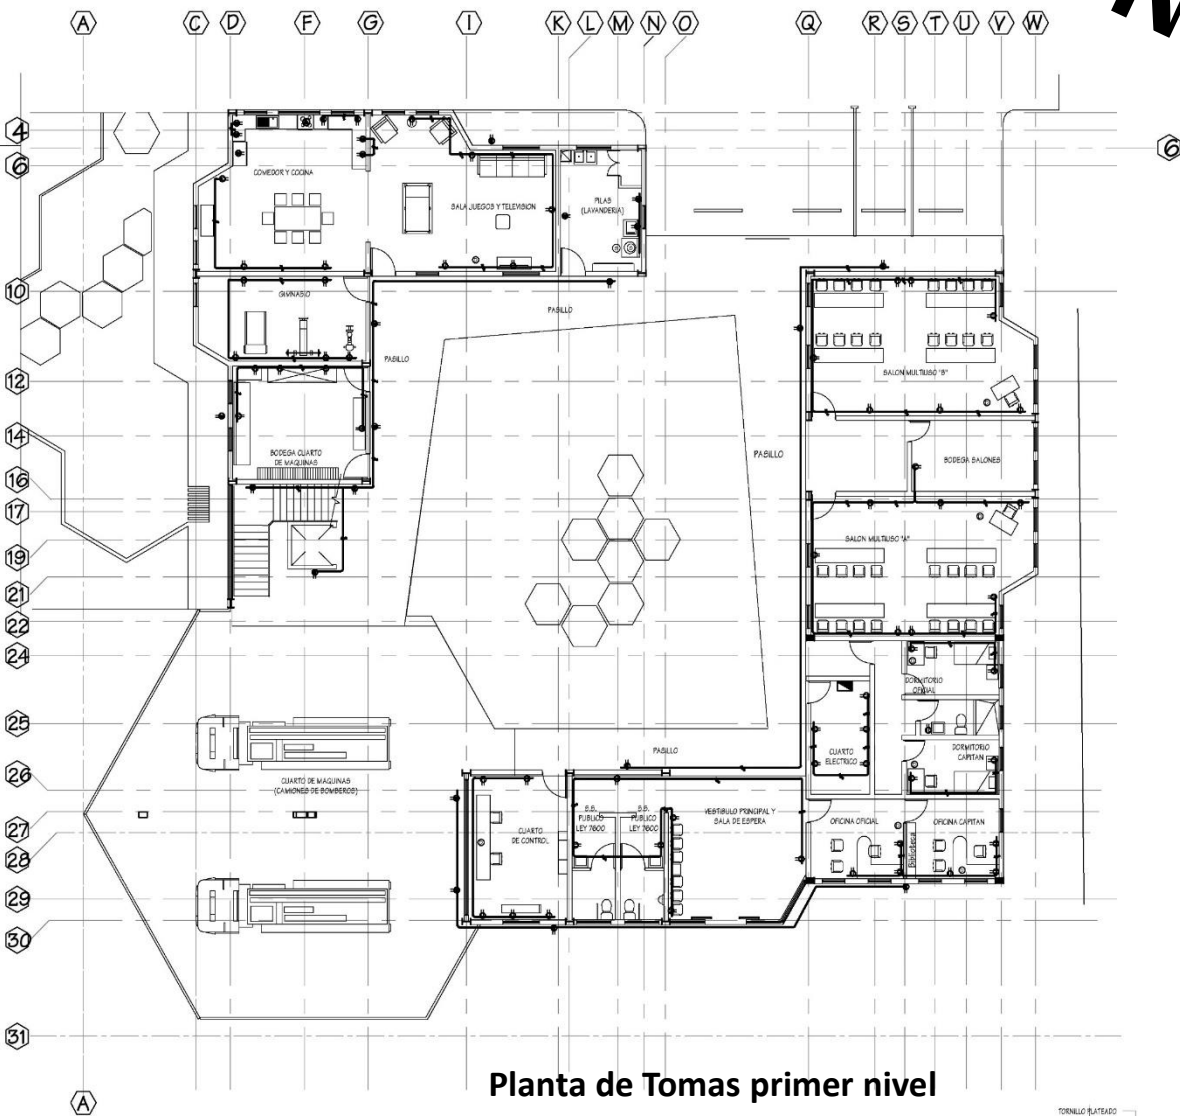 A C D F G I K L M N O Q R S T U V W
4
6
6
COMEDOR Y COCINA
SALA JUEGOS Y TELEVISION
PILAS
(LAVANDERIA)
10
GIMNASIO
PASILLO
PASILLO
12
SALON MULTIUSO "B"
14
BODEGA CUARTO
DE MAQUINAS
PASILLO
BODEGA SALONES
16
17
19
SALON MULTIUSO "A"
21
22
24
DORMITORIO
OFICIAL
25
PASILLO
CUARTO
ELECTRICO
DORMITORIO
CAPITAN
26
CUARTO DE MAQUINAS
(CAMIONES DE BOMBEROS)
27
S.S.
PUBLICO
LEY 7600
S.S.
PUBLICO
LEY 7600
VESTIBULO PRINCIPAL Y
SALA DE ESPERA
OFICINA OFICIAL
Biblioteca
OFICINA CAPITAN
CUARTO
DE CONTROL
28
29
30
31
Planta de Tomas primer nivel
A
TORNILLO PLATEADO